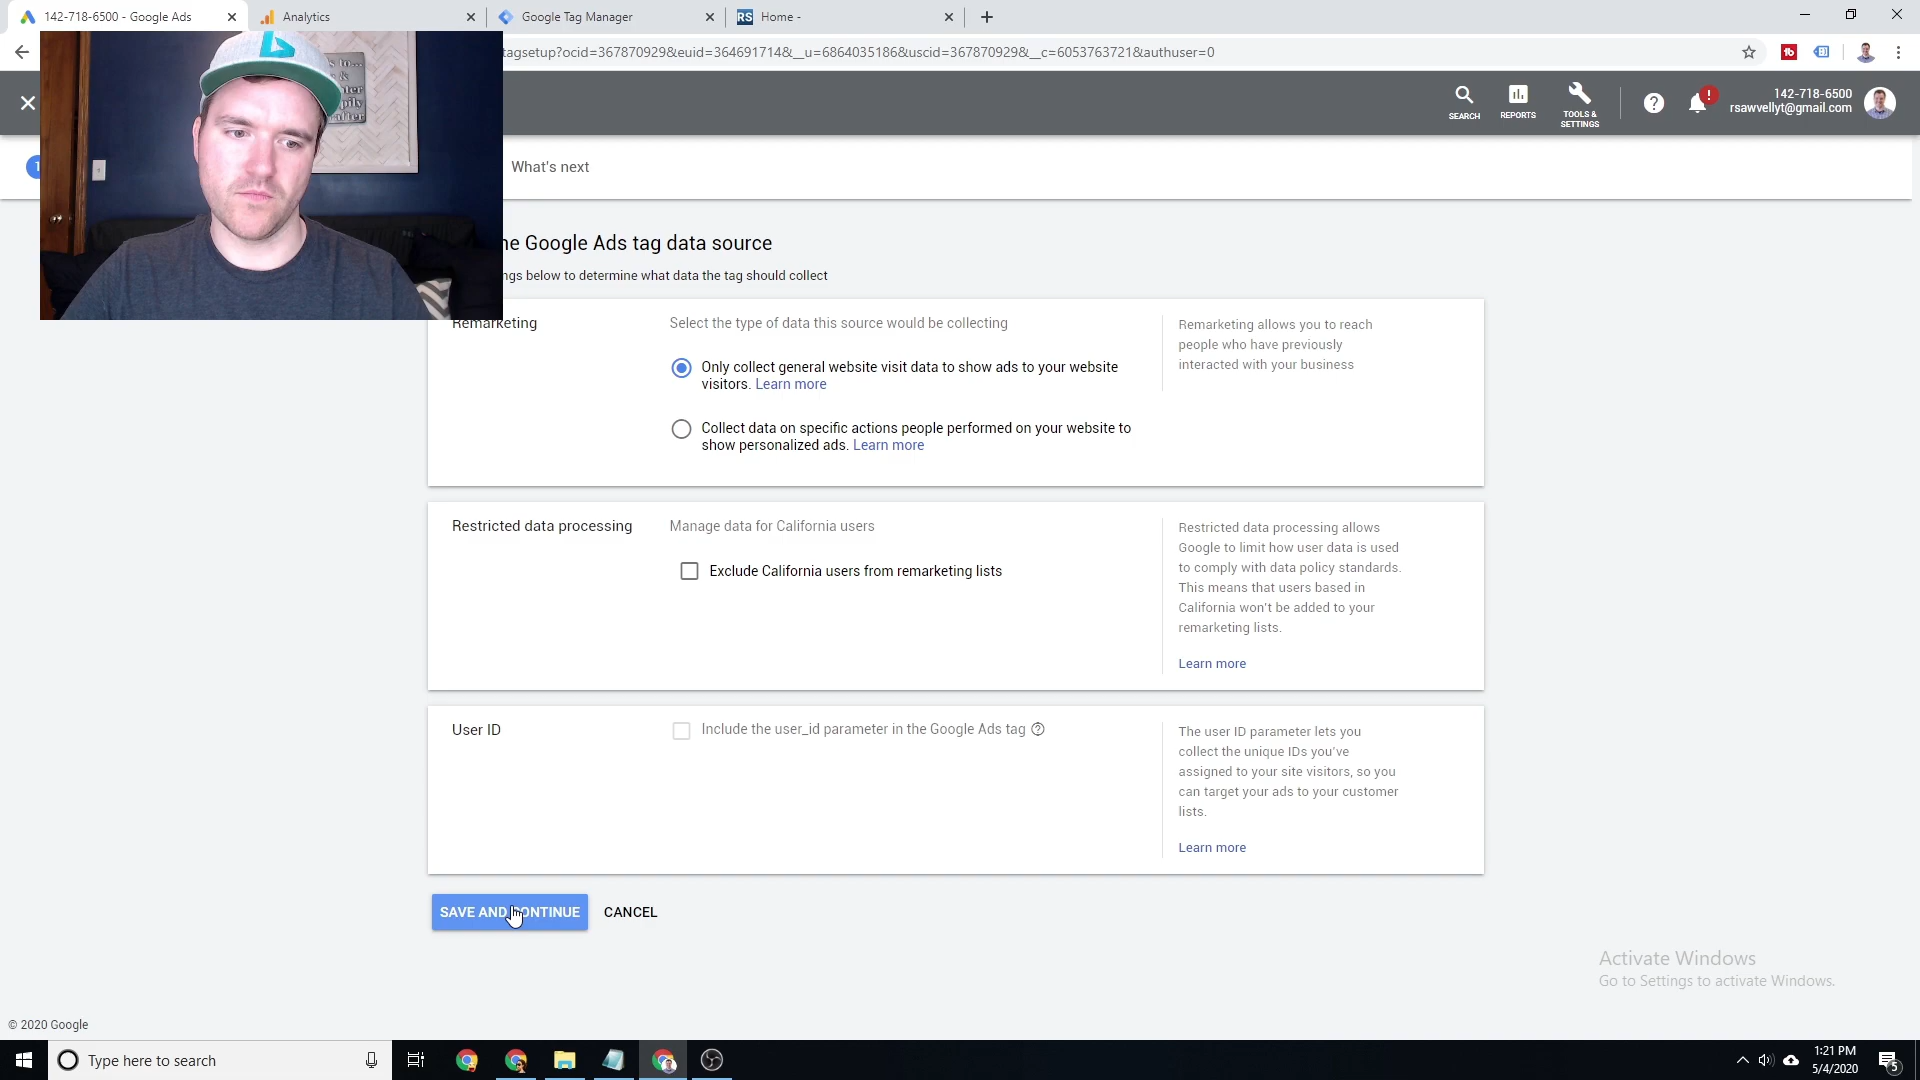 142-718-6500 - Google Ads
Analytics
Google Tag Manager
RS Home -
tagsetup?ocid=367870929&euid=364691714&__u=6864035186&uscid=367870929&__c=6053763721&authuser=0
SEARCH
REPORTS
TOOLS &
SETTINGS
142-718-6500
rsawvellyt@gmail.com
1
What's next
he Google Ads tag data source
ngs below to determine what data the tag should collect
Remarketing
Select the type of data this source would be collecting
Only collect general website visit data to show ads to your website
visitors. Learn more
Collect data on specific actions people performed on your website to
show personalized ads. Learn more
Remarketing allows you to reach
people who have previously
interacted with your business
Restricted data processing
Manage data for California users
Exclude California users from remarketing lists
Restricted data processing allows
Google to limit how user data is used
to comply with data policy standards.
This means that users based in
California won't be added to your
remarketing lists.
Learn more
User ID
Include the user_id parameter in the Google Ads tag
The user ID parameter lets you
collect the unique IDs you've
assigned to your site visitors, so you
can target your ads to your customer
lists.
Learn more
SAVE AND CONTINUE
CANCEL
Activate Windows
Go to Settings to activate Windows.
© 2020 Google
Type here to search
1:21 PM
5/4/2020
5